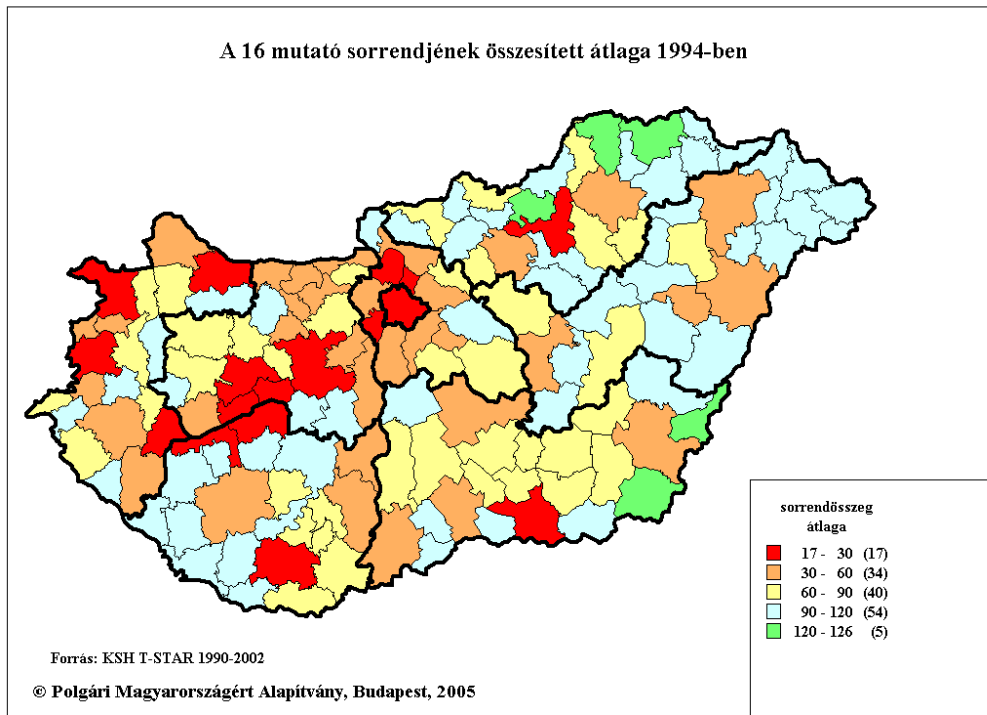 A 16 mutató sorrendjének összesített átlaga 1994-ben
sorrendösszeg
átlaga
17 - 30 (17)
30 - 60 (34)
60 - 90 (40)
90 - 120 (54)
120 - 126 (5)
Forrás: KSH T-STAR 1990-2002
© Polgári Magyarországért Alapítvány, Budapest, 2005